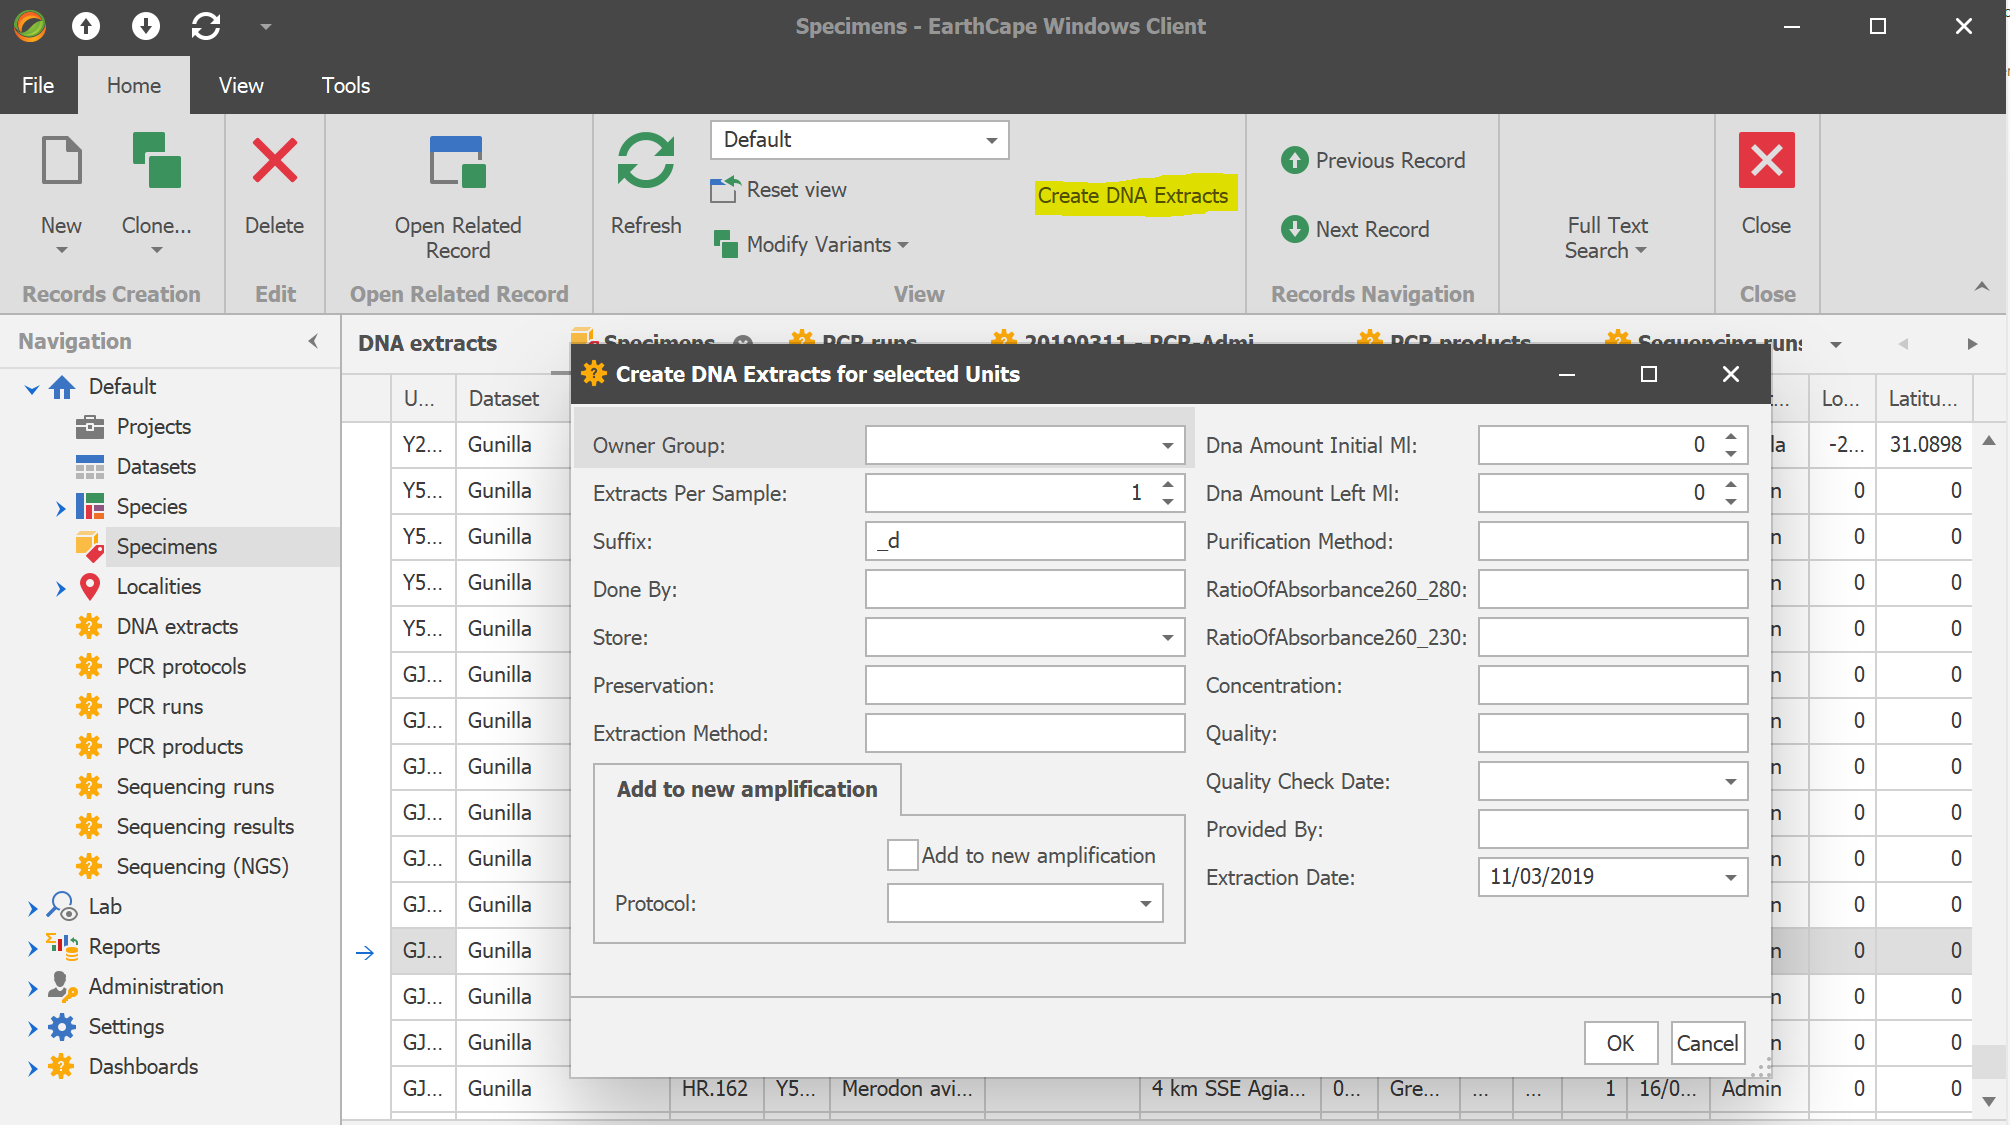 Specimens - EarthCape Windows Client
File Home View Tools
New
Clone...
Records Creation
Delete
Edit
Open Related
Record
Open Related Record
Refresh
Default
Reset view
Modify Variants
Create DNA Extracts
View
Previous Record
Next Record
Records Navigation
Full Text
Search
Close
Close
Navigation
Default
Projects
Datasets
Species
Specimens
Localities
DNA extracts
PCR protocols
PCR runs
PCR products
Sequencing runs
Sequencing results
Sequencing (NGS)
Lab
Reports
Administration
Settings
Dashboards
DNA extracts Specimens PCR runs 20190311 - PCR-Admi PCR products Sequencing runs
U... Dataset ... Lo... Latitu...
Y2... Gunilla la -2... 31.0898
Y5... Gunilla n 0 0
Y5... Gunilla n 0 0
Y5... Gunilla n 0 0
Y5... Gunilla n 0 0
GJ... Gunilla n 0 0
GJ... Gunilla n 0 0
GJ... Gunilla n 0 0
GJ... Gunilla n 0 0
GJ... Gunilla n 0 0
GJ... Gunilla n 0 0
GJ... Gunilla n 0 0
GJ... Gunilla n 0 0
GJ... Gunilla n 0 0
GJ... Gunilla HR.162 Y5... Merodon avi... 4 km SSE Agia... 0... Gre... ... ... 1 16/0... Admin 0 0
Create DNA Extracts for selected Units
Owner Group:
Extracts Per Sample: 1
Suffix: _d
Done By:
Store:
Preservation:
Extraction Method:
Add to new amplification
Add to new amplification
Protocol:
Dna Amount Initial Ml: 0
Dna Amount Left Ml: 0
Purification Method:
RatioOfAbsorbance260_280:
RatioOfAbsorbance260_230:
Concentration:
Quality:
Quality Check Date:
Provided By:
Extraction Date: 11/03/2019
OK Cancel